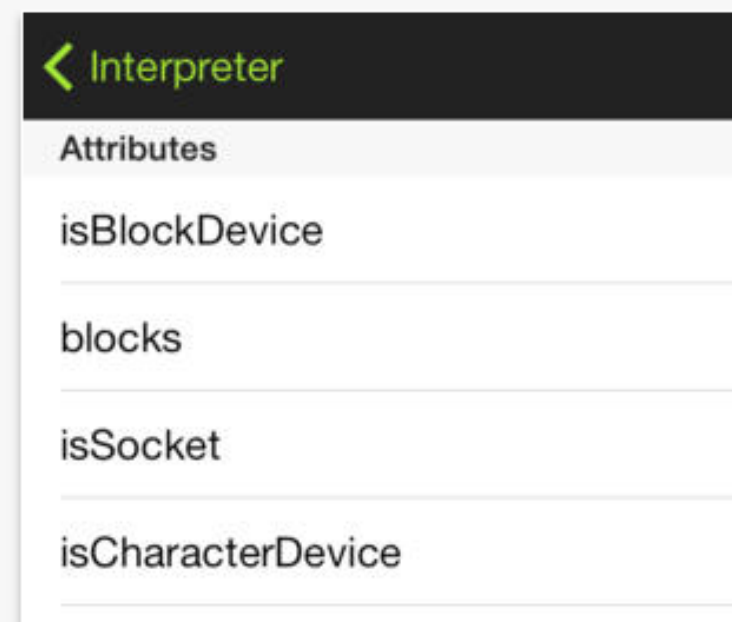 Interpreter
Attributes
isBlockDevice
blocks
isSocket
isCharacterDevice